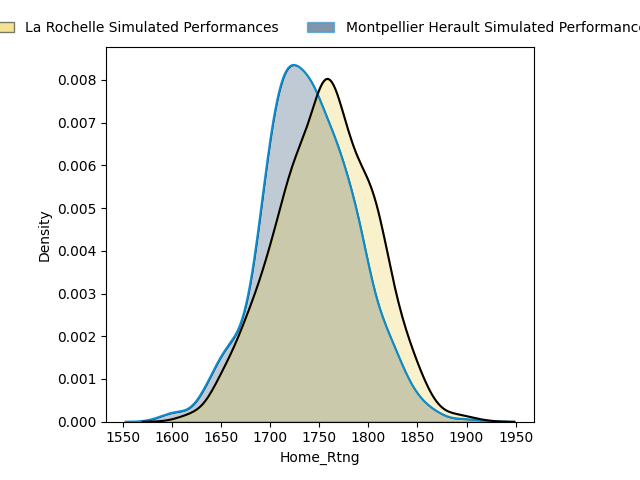 La Rochelle Simulated Performances
Montpellier Herault Simulated Performanc
0.008
0.007
0.006
0.005
0.004
0.003
0.002
0.001
0.000
Density
1550 1600 1650 1700 1750 1800 1850 1900 1950
Home_Rtng